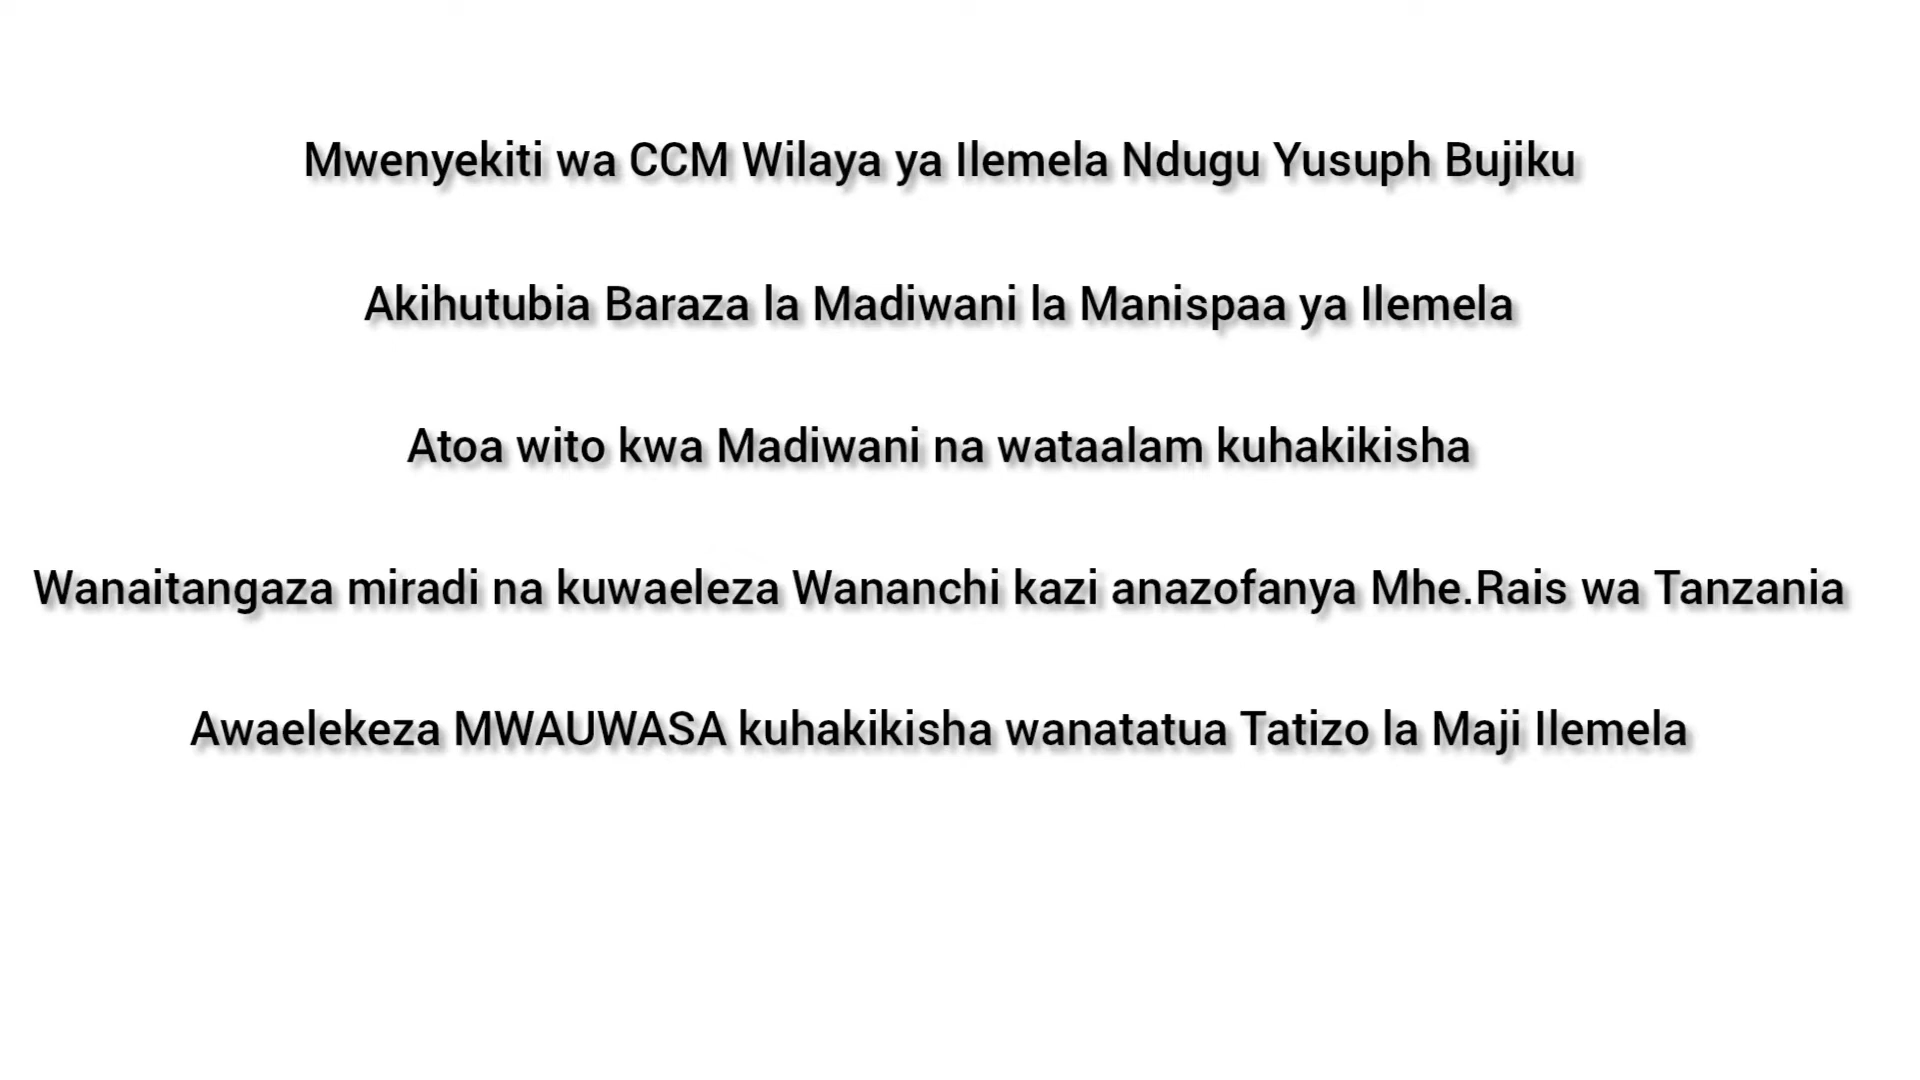 Mwenyekiti wa CCM Wilaya ya Ilemela Ndugu Yusuph Bujiku
Akihutubia Baraza la Madiwani la Manispaa ya Ilemela
Atoa wito kwa Madiwani na wataalam kuhakikisha
Wanaitangaza miradi na kuwaeleza Wananchi kazi anazofanya Mhe.Rais wa Tanzania
Awaelekeza MWAUWASA kuhakikisha wanatatua Tatizo la Maji Ilemela